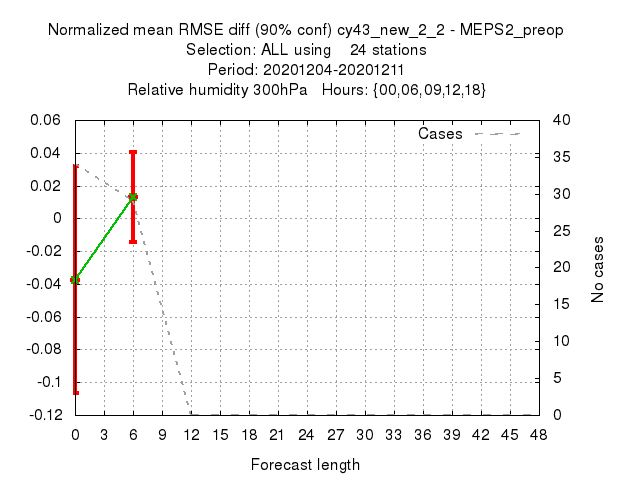 Normalized mean RMSE diff (90% conf) cy43_new_2_2 - MEPS2_preop
Selection: ALL using 24 stations
Period: 20201204-20201211
Relative humidity 300hPa Hours: {00,06,09,12,18}
Cases
0.06
0.04
0.02
0
-0.02
-0.04
-0.06
-0.08
-0.1
-0.12
40
35
30
25
20
15
10
5
0
No cases
0 3 6 9 12 15 18 21 24 27 30 33 36 39 42 45 48
Forecast length